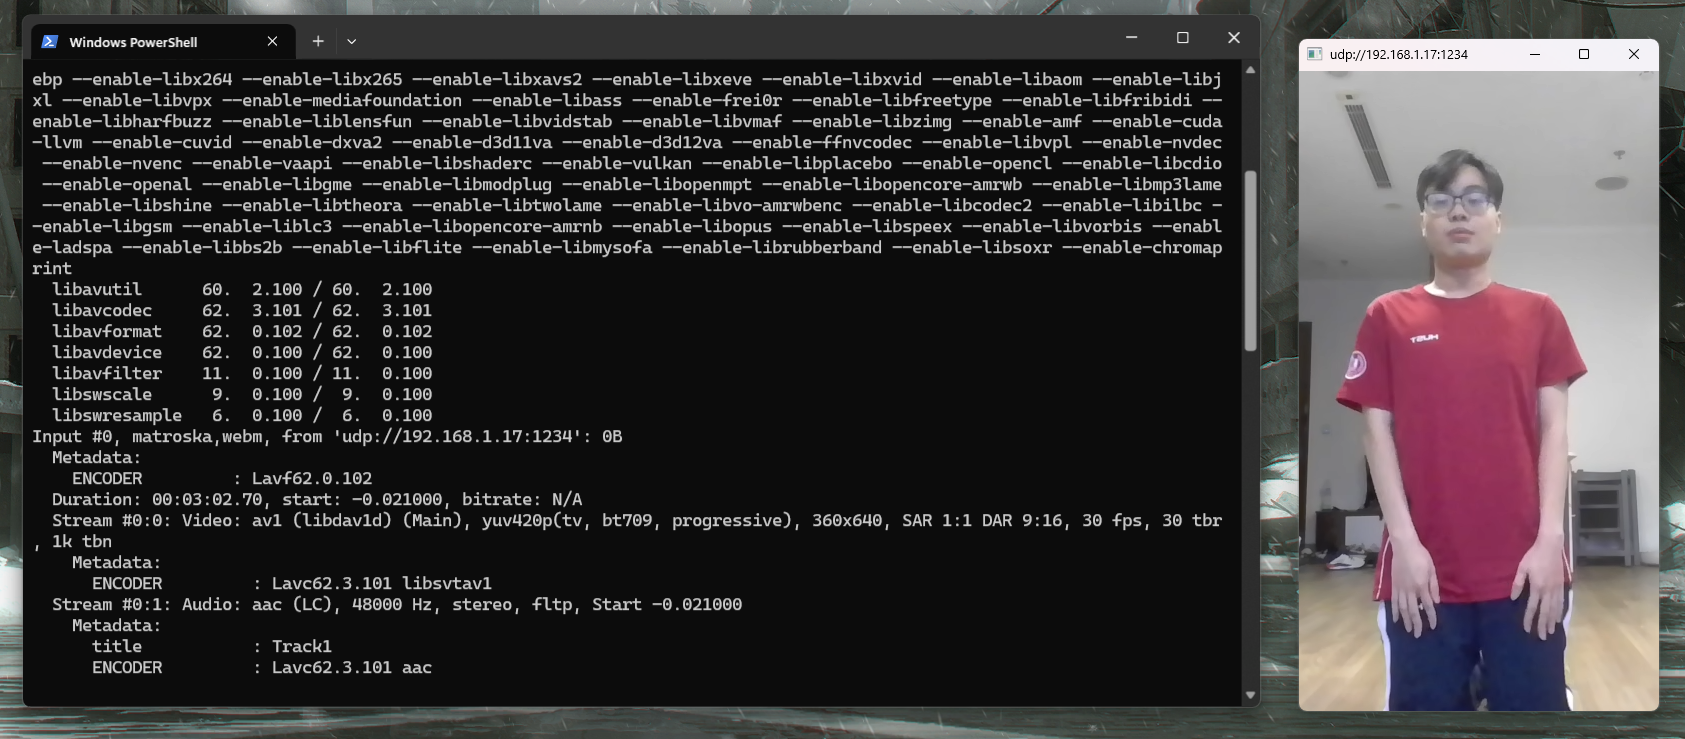 Windows PowerShell
ebp --enable-libx264 --enable-libx265 --enable-libxavs2 --enable-libxeve --enable-libxvid --enable-libaom --enable-libj
xl --enable-libvpx --enable-mediafoundation --enable-libass --enable-frei0r --enable-libfreetype --enable-libfribidi --
enable-libharfbuzz --enable-liblensfun --enable-libvidstab --enable-libvmaf --enable-libzimg --enable-amf --enable-cuda
-llvm --enable-cuvid --enable-dxva2 --enable-d3d11va --enable-d3d12va --enable-ffnvcodec --enable-libvpl --enable-nvdec
--enable-nvenc --enable-vaapi --enable-libshaderc --enable-vulkan --enable-libplacebo --enable-opencl --enable-libcdio
--enable-openal --enable-libgme --enable-libmodplug --enable-libopenmpt --enable-libopencore-amrwb --enable-libmp3lame
--enable-libshine --enable-libtheora --enable-libtwolame --enable-libvo-amrwbenc --enable-libcodec2 --enable-libilbc -
-enable-libgsm --enable-liblc3 --enable-libopencore-amrnb --enable-libopus --enable-libspeex --enable-libvorbis --enabl
e-ladspa --enable-libbs2b --enable-libflite --enable-libmysofa --enable-librubberband --enable-libsoxr --enable-chromap
rint
libavutil      60.  2.100 / 60.  2.100
libavcodec     62.  3.101 / 62.  3.101
libavformat    62.  0.102 / 62.  0.102
libavdevice    62.  0.100 / 62.  0.100
libavfilter    11.  0.100 / 11.  0.100
libswscale      9.  0.100 /  9.  0.100
libswresample   6.  0.100 /  6.  0.100
Input #0, matroska,webm, from 'udp://192.168.1.17:1234': 0B
Metadata:
ENCODER         : Lavf62.0.102
Duration: 00:03:02.70, start: -0.021000, bitrate: N/A
Stream #0:0: Video: av1 (libdav1d) (Main), yuv420p(tv, bt709, progressive), 360x640, SAR 1:1 DAR 9:16, 30 fps, 30 tbr
, 1k tbn
Metadata:
ENCODER         : Lavc62.3.101 libsvtav1
Stream #0:1: Audio: aac (LC), 48000 Hz, stereo, fltp, Start -0.021000
Metadata:
title           : Track1
ENCODER         : Lavc62.3.101 aac
udp://192.168.1.17:1234
HUST